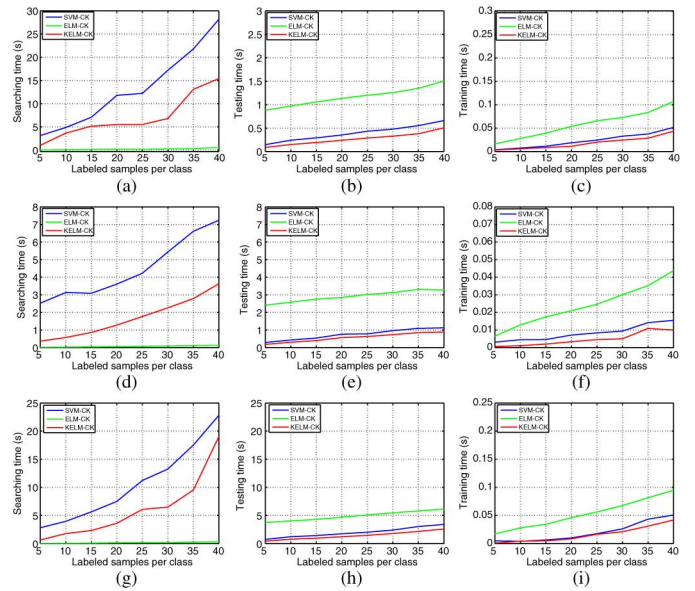 30
25
20
15
10
5
0
Searching time (s)
SVM-CK
ELM-CK
KELM-CK
5 10 15 20 25 30 35 40
Labeled samples per class
(a)
3
2.5
2
1.5
1
0.5
Testing time (s)
SVM-CK
ELM-CK
KELM-CK
5 10 15 20 25 30 35 40
Labeled samples per class
(b)
0.3
0.25
0.2
0.15
0.1
0.05
0
Training time (s)
SVM-CK
ELM-CK
KELM-CK
5 10 15 20 25 30 35 40
Labeled samples per class
(c)
8
7
6
5
4
3
2
1
Searching time (s)
SVM-CK
ELM-CK
KELM-CK
5 10 15 20 25 30 35 40
Labeled samples per class
(d)
8
7
6
5
4
3
2
1
Testing time (s)
SVM-CK
ELM-CK
KELM-CK
5 10 15 20 25 30 35 40
Labeled samples per class
(e)
0.08
0.07
0.06
0.05
0.04
0.03
0.02
0.01
Training time (s)
SVM-CK
ELM-CK
KELM-CK
5 10 15 20 25 30 35 40
Labeled samples per class
(f)
25
20
15
10
5
0
Searching time (s)
SVM-CK
ELM-CK
KELM-CK
5 10 15 20 25 30 35 40
Labeled samples per class
(g)
25
20
15
10
5
0
Testing time (s)
SVM-CK
ELM-CK
KELM-CK
5 10 15 20 25 30 35 40
Labeled samples per class
(h)
0.25
0.2
0.15
0.1
0.05
0
Training time (s)
SVM-CK
ELM-CK
KELM-CK
5 10 15 20 25 30 35 40
Labeled samples per class
(i)